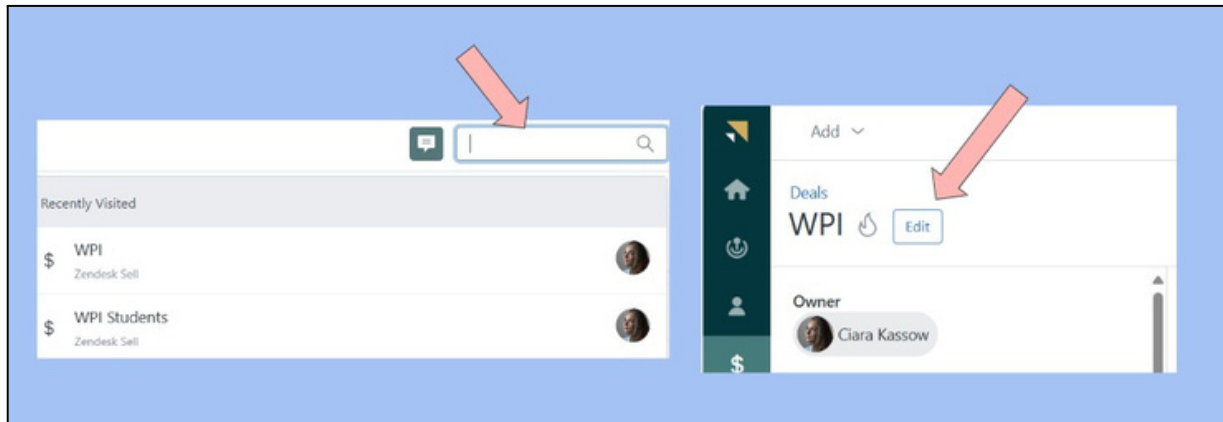 Recently Visited
$ WPI
Zendesk Sell
$ WPI Students
Zendesk Sell
Add
Deals
WPI Edit
Owner
Ciara Kassow
$